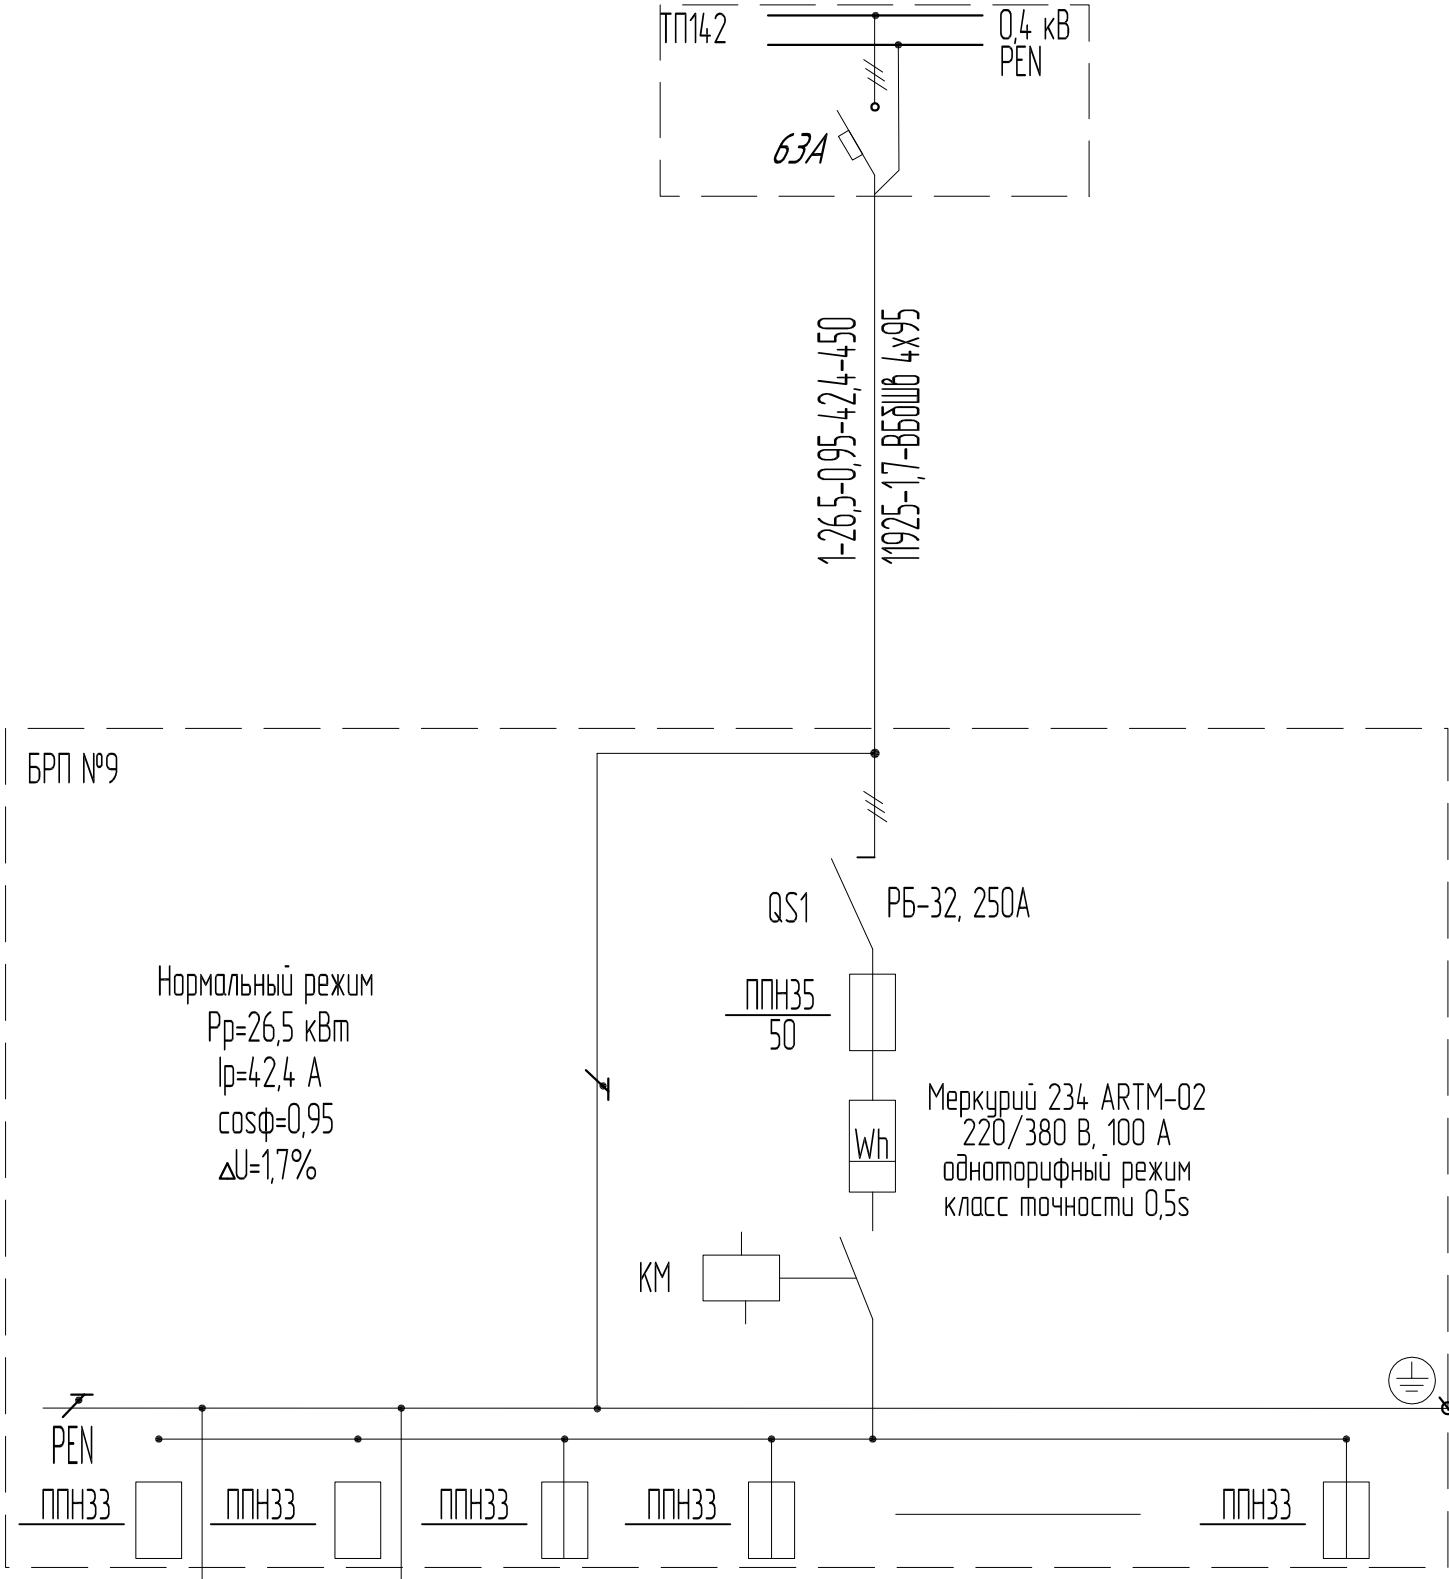 ТП142
0,4 кВ
PEN
63А
1-26,5-0,95-42,4-450
11925-1,7-ВБбШв 4х95
БРП №9
QS1
РБ-32, 250А
ППН35
50
Нормальный режим
Рр=26,5 кВт
Iр=42,4 А
cosφ=0,95
ΔU=1,7%
Меркурий 234 ARTM-02
220/380 В, 100 А
одноторифный режим
класс точности 0,5s
Wh
КМ
PEN
ППН33
ППН33
ППН33
ППН33
ППН33